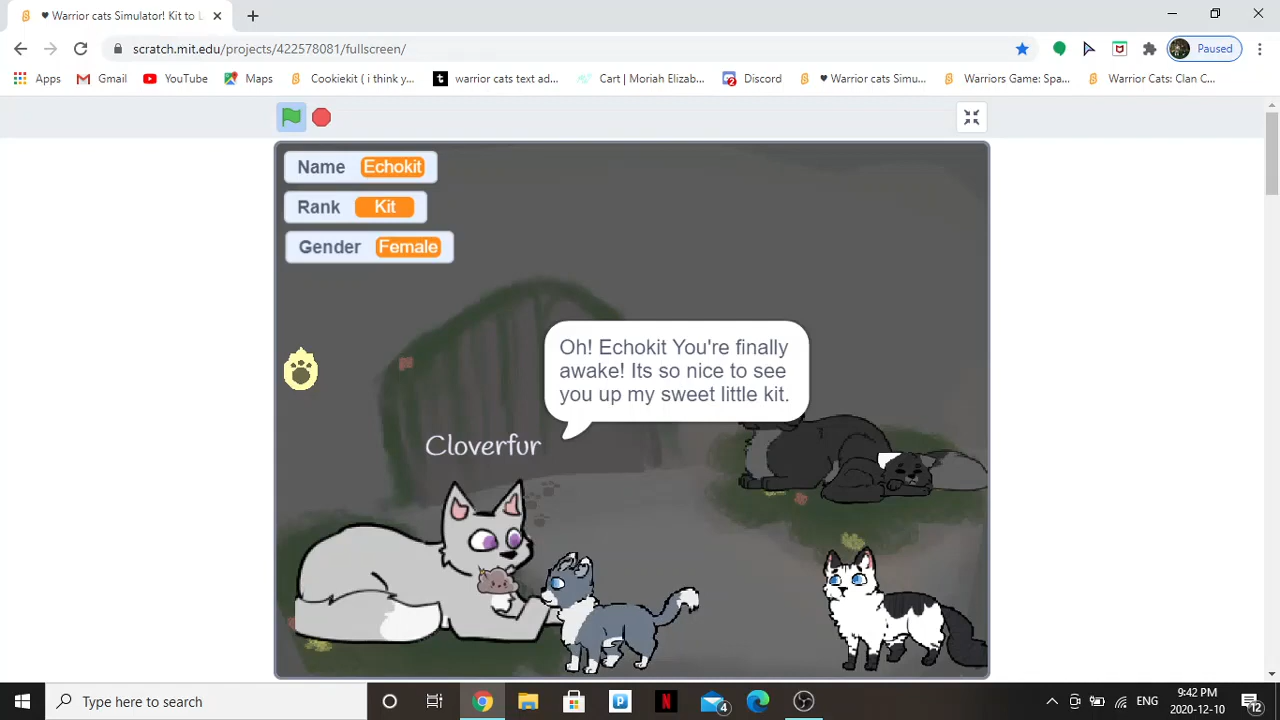 ♥ Warrior cats Simulator! Kit to L
scratch.mit.edu/projects/422578081/fullscreen/
Paused
Apps
Gmail
YouTube
Maps
Cookiekit ( i think y...
t
warrior cats text ad...
Cart | Moriah Elizab...
2
Discord
♥ Warrior cats Simu...
Warriors Game: Spa...
Warrior Cats: Clan C...
Name Echokit
Rank Kit
Gender Female
Oh! Echokit You're finally
awake! Its so nice to see
you up my sweet little kit.
Cloverfur
Type here to search
P
N
4
ENG
9:42 PM
2020-12-10
12